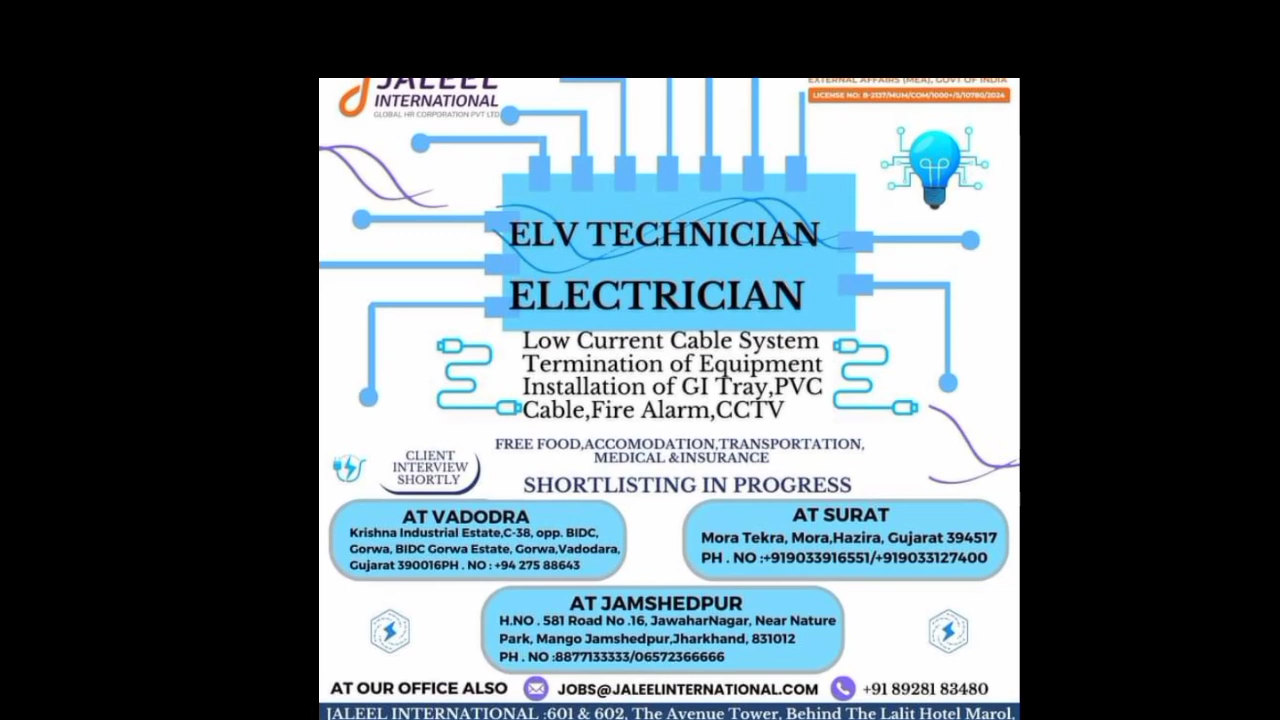 JALEEL
INTERNATIONAL
GLOBAL HR CORPORATION PVT LTD
EXTERNAL AFFAIRS (MEA), GOVT OF INDIA
LICENSE NO: B-2137/MUM/COM/1000+/5/10780/2024
ELV TECHNICIAN
ELECTRICIAN
Low Current Cable System
Termination of Equipment
Installation of GI Tray,PVC
Cable,Fire Alarm,CCTV
FREE FOOD,ACCOMODATION,TRANSPORTATION,
MEDICAL &INSURANCE
CLIENT
INTERVIEW
SHORTLY
SHORTLISTING IN PROGRESS
AT VADODRA
Krishna Industrial Estate,C-38, opp. BIDC,
Gorwa, BIDC Gorwa Estate, Gorwa,Vadodara,
Gujarat 390016PH . NO : +94 275 88643
AT SURAT
Mora Tekra, Mora,Hazira, Gujarat 394517
PH . NO :+919033916551/+919033127400
AT JAMSHEDPUR
H.NO . 581 Road No .16, JawaharNagar, Near Nature
Park, Mango Jamshedpur,Jharkhand, 831012
PH . NO :8877133333/06572366666
AT OUR OFFICE ALSO JOBS@JALEELINTERNATIONAL.COM +91 89281 83480
JALEEL INTERNATIONAL :601 & 602, The Avenue Tower, Behind The Lalit Hotel Marol,